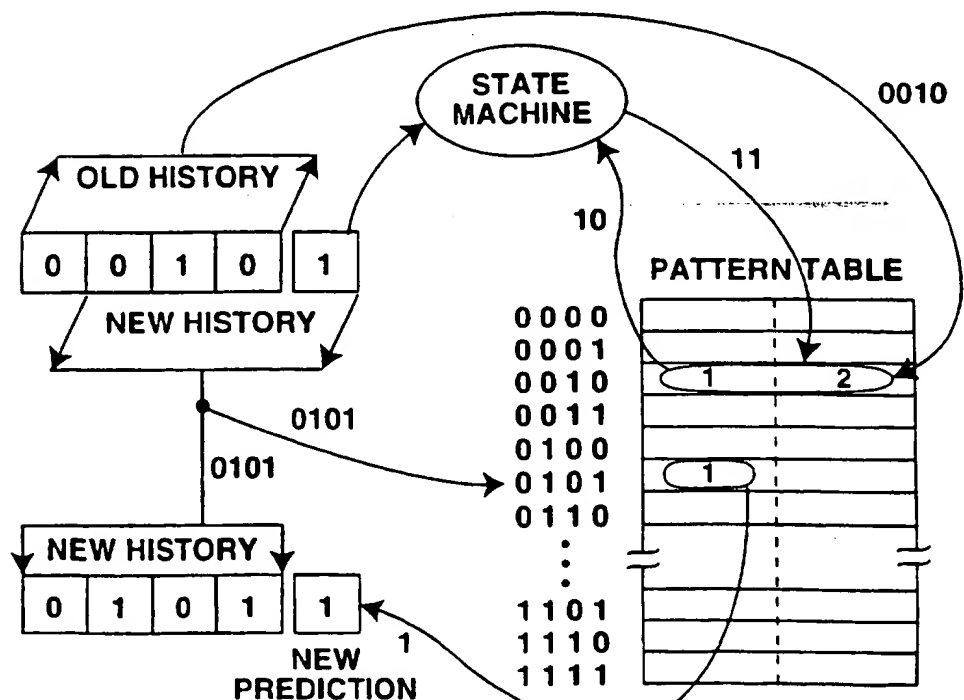 STATE
MACHINE
0010
OLD HISTORY
11
10
0 0 1 0 1
PATTERN TABLE
NEW HISTORY
0000
0001
0010 1 2
0011
0101
0100
0101
0101 1
0110
NEW HISTORY
0 1 0 1 1
1101
1110
1111
1
NEW
PREDICTION